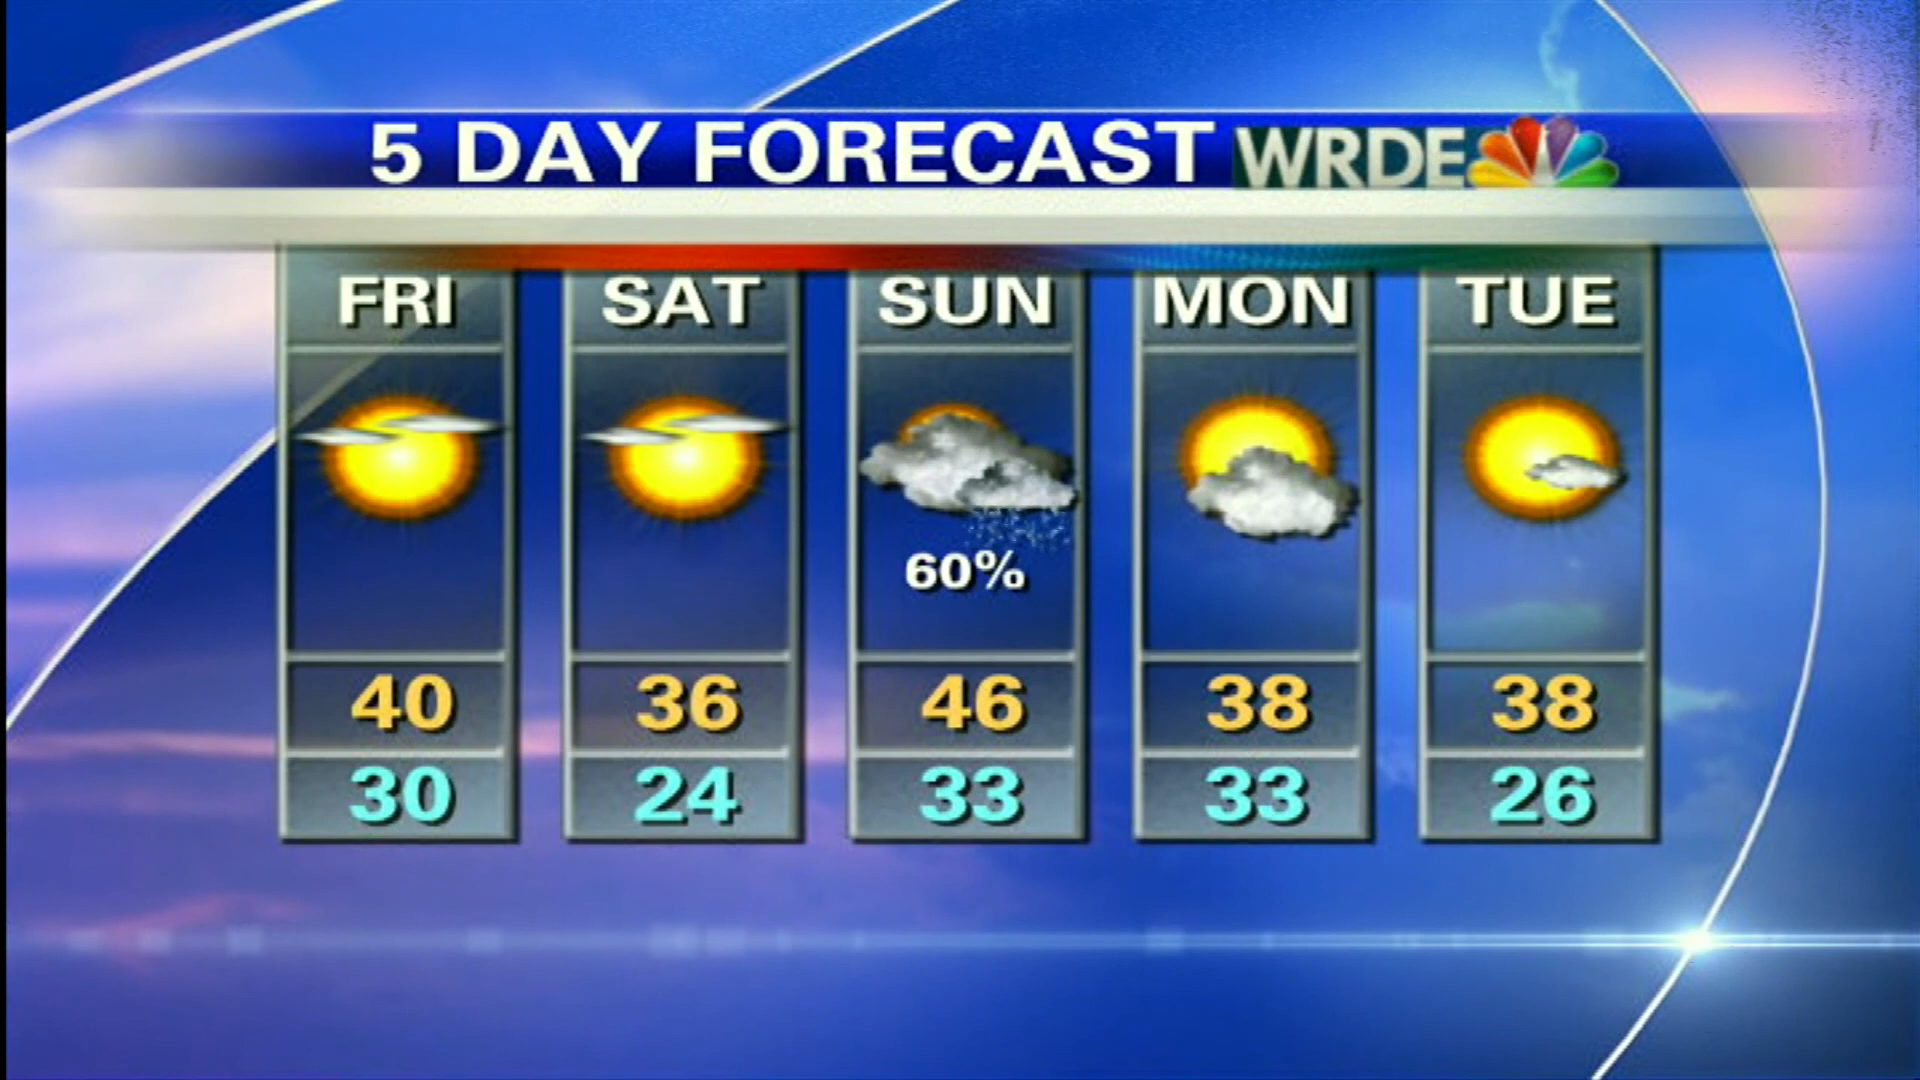 5 DAY FORECAST WRDE
FRI SAT SUN MON TUE
60%
40 36 46 38 38
30 24 33 33 26